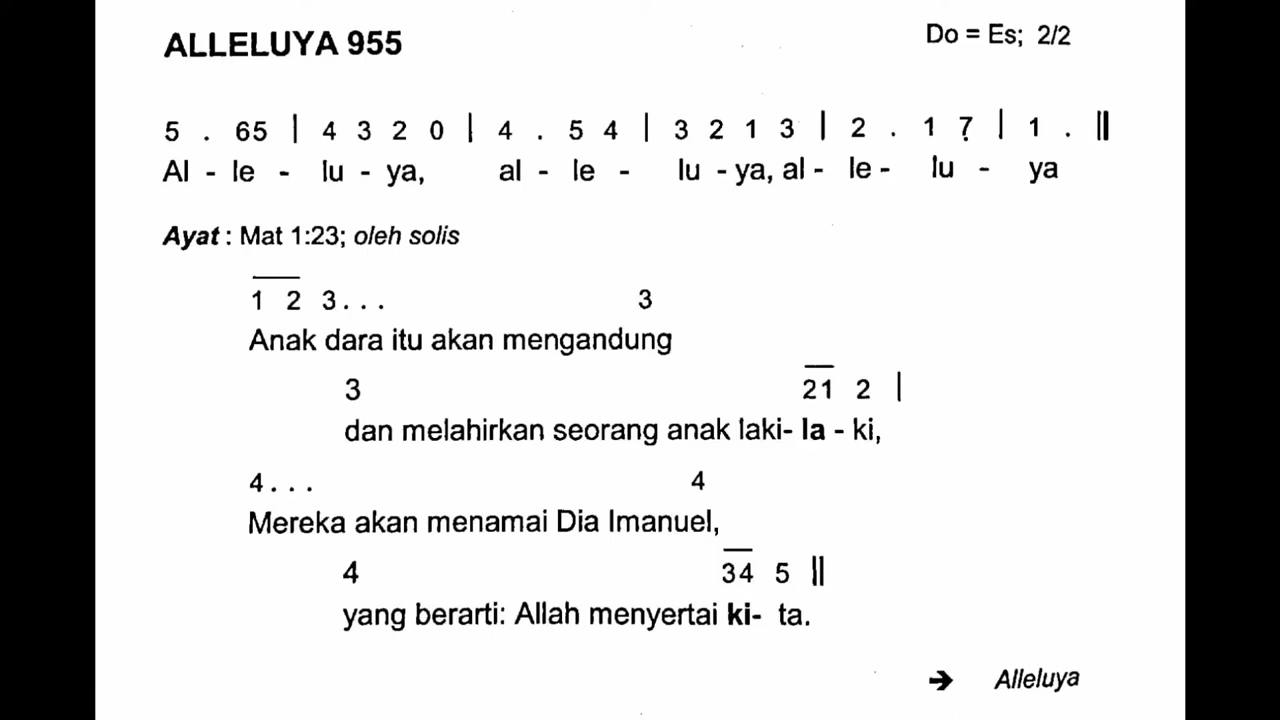 ALLELUYA 955
Do = Es; 2/2
5 . 65 | 4 3 2 0 | 4 . 5 4 | 3 2 1 3 | 2 . 1 7̣ | 1 . ||
Al - le - lu - ya, al - le - lu - ya, al - le - lu - ya
Ayat : Mat 1:23; oleh solis
1 2 3 . . . 3
Anak dara itu akan mengandung
3 21 2 |
dan melahirkan seorang anak laki- la - ki,
4 . . . 4
Mereka akan menamai Dia Imanuel,
4 34 5 ||
yang berarti: Allah menyertai ki- ta.
→ Alleluya